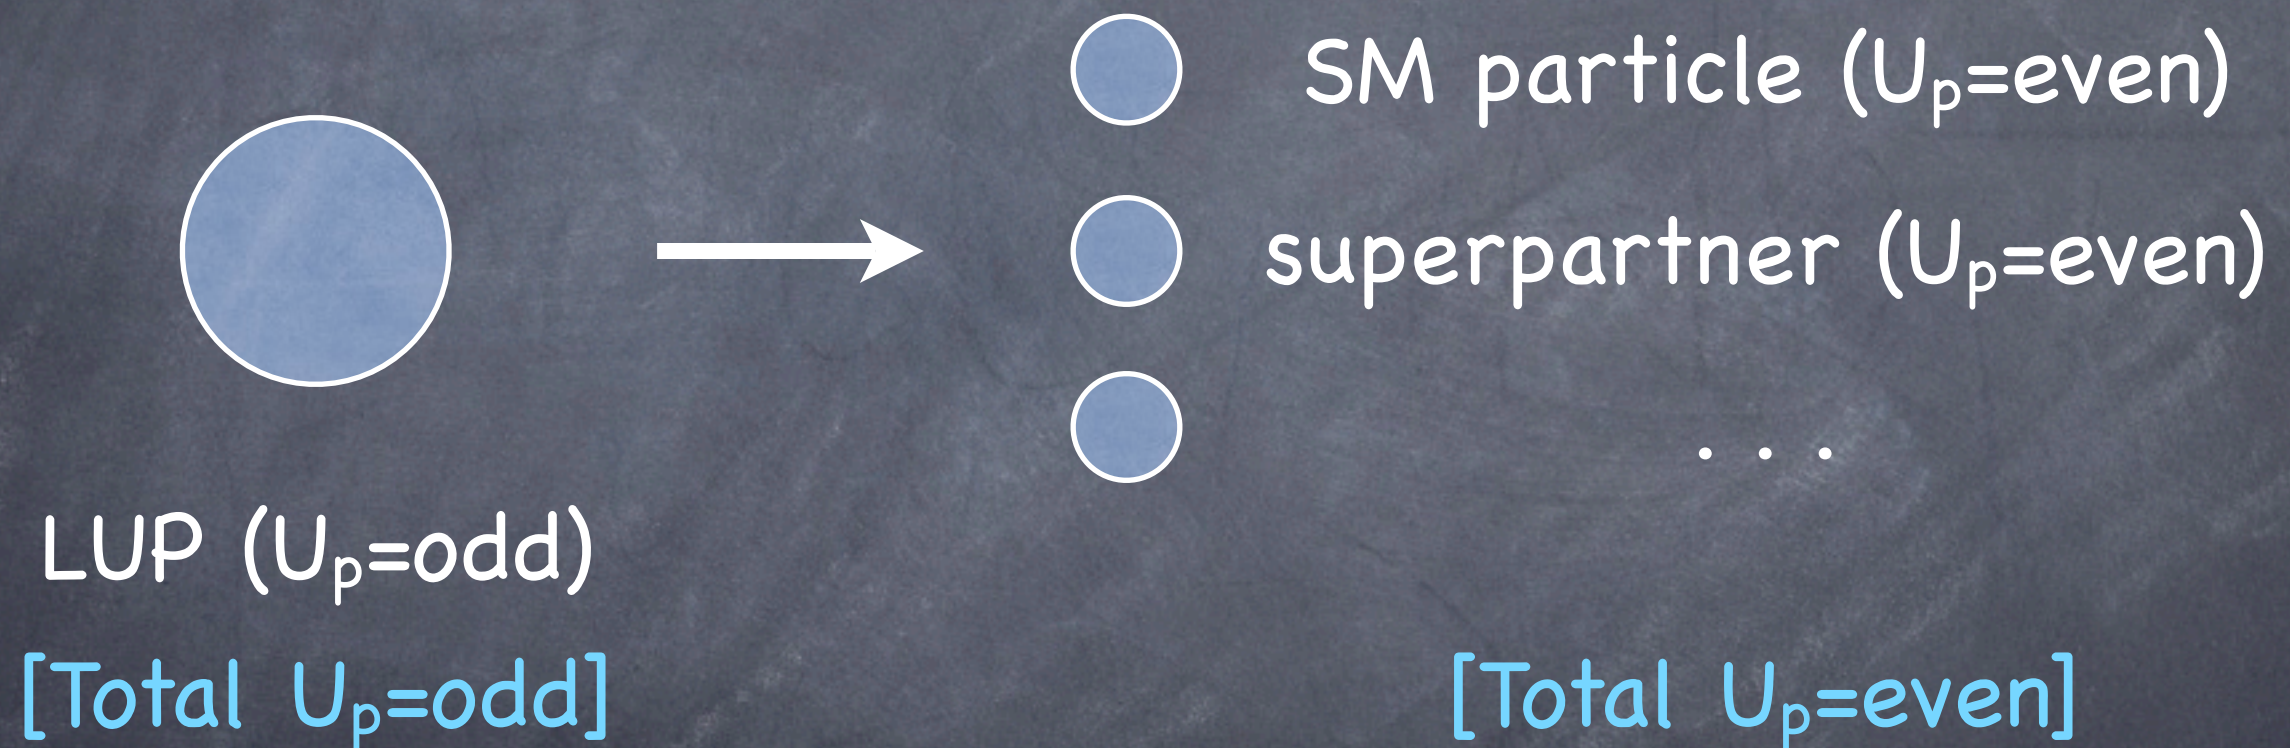 SM particle (Uₚ=even)
superpartner (Uₚ=even)
. . .
LUP (Uₚ=odd)
[Total Uₚ=odd]
[Total Uₚ=even]